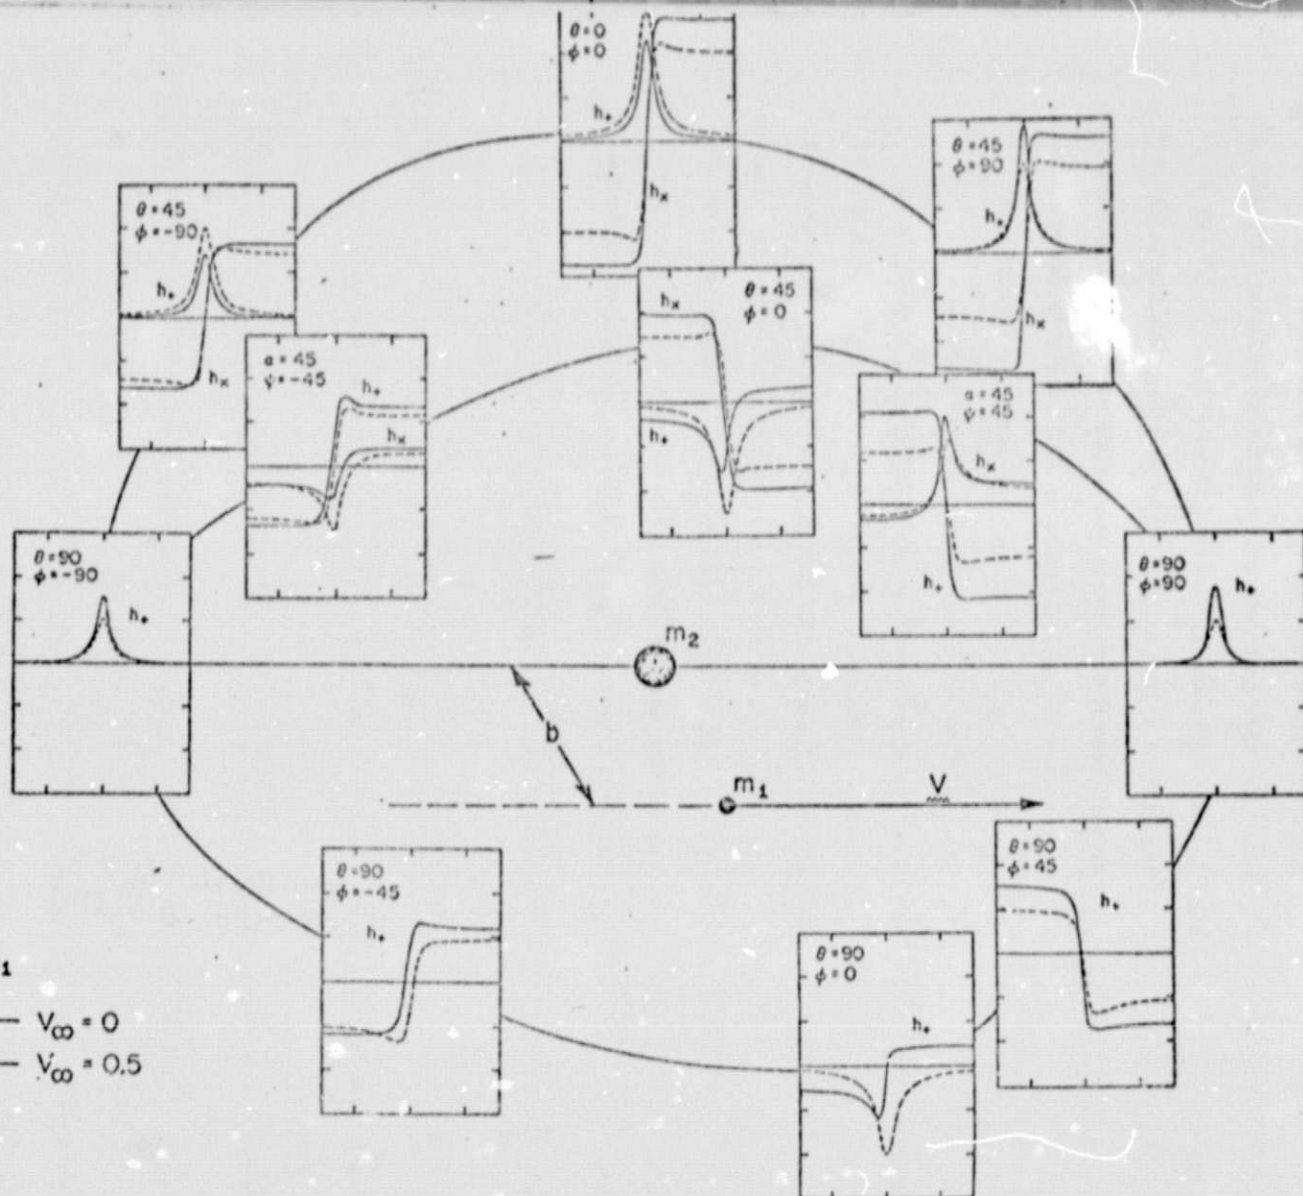 θ=0
φ=0
h₊
hₓ
θ=45
φ=90
h₊
hₓ
θ=45
φ=-90
h₊
hₓ
θ=45
φ=0
hₓ
h₊
α=45
ψ=-45
h₊
hₓ
α=45
ψ=45
hₓ
h₊
θ=90
φ=-90
h₊
θ=90
φ=90
h₊
m₂
b
m₁
V
θ=90
φ=-45
h₊
θ=90
φ=45
h₊
θ=90
φ=0
h₊
1
— V∞ = 0
— V∞ = 0.5